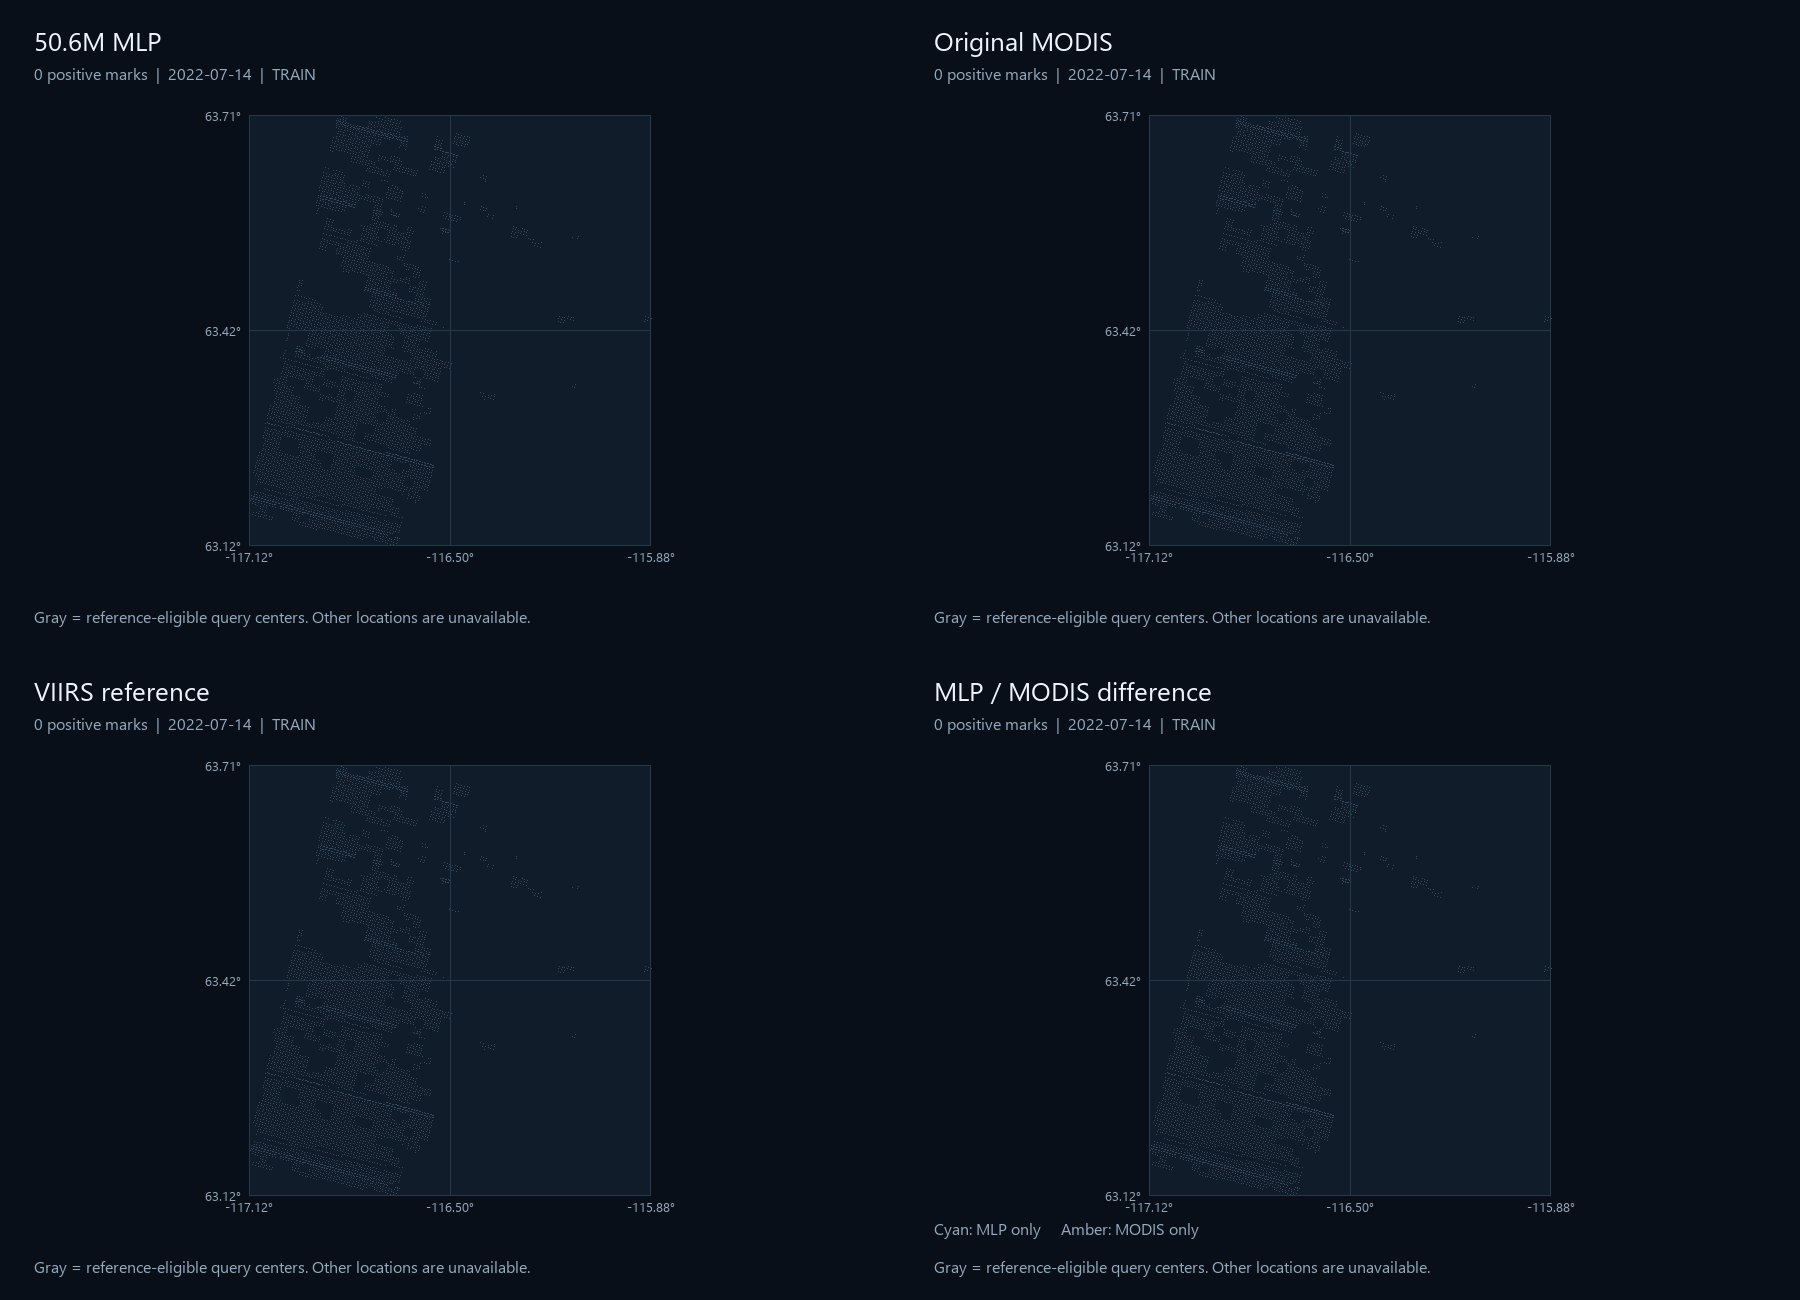 50.6M MLP
0 positive marks | 2022-07-14 | TRAIN
63.71°
63.42°
63.12°
-117.12°
-116.50°
-115.88°
Gray = reference-eligible query centers. Other locations are unavailable.
Original MODIS
0 positive marks | 2022-07-14 | TRAIN
63.71°
63.42°
63.12°
-117.12°
-116.50°
-115.88°
Gray = reference-eligible query centers. Other locations are unavailable.
VIIRS reference
0 positive marks | 2022-07-14 | TRAIN
63.71°
63.42°
63.12°
-117.12°
-116.50°
-115.88°
Gray = reference-eligible query centers. Other locations are unavailable.
MLP / MODIS difference
0 positive marks | 2022-07-14 | TRAIN
63.71°
63.42°
63.12°
-117.12°
-116.50°
-115.88°
Cyan: MLP only Amber: MODIS only
Gray = reference-eligible query centers. Other locations are unavailable.